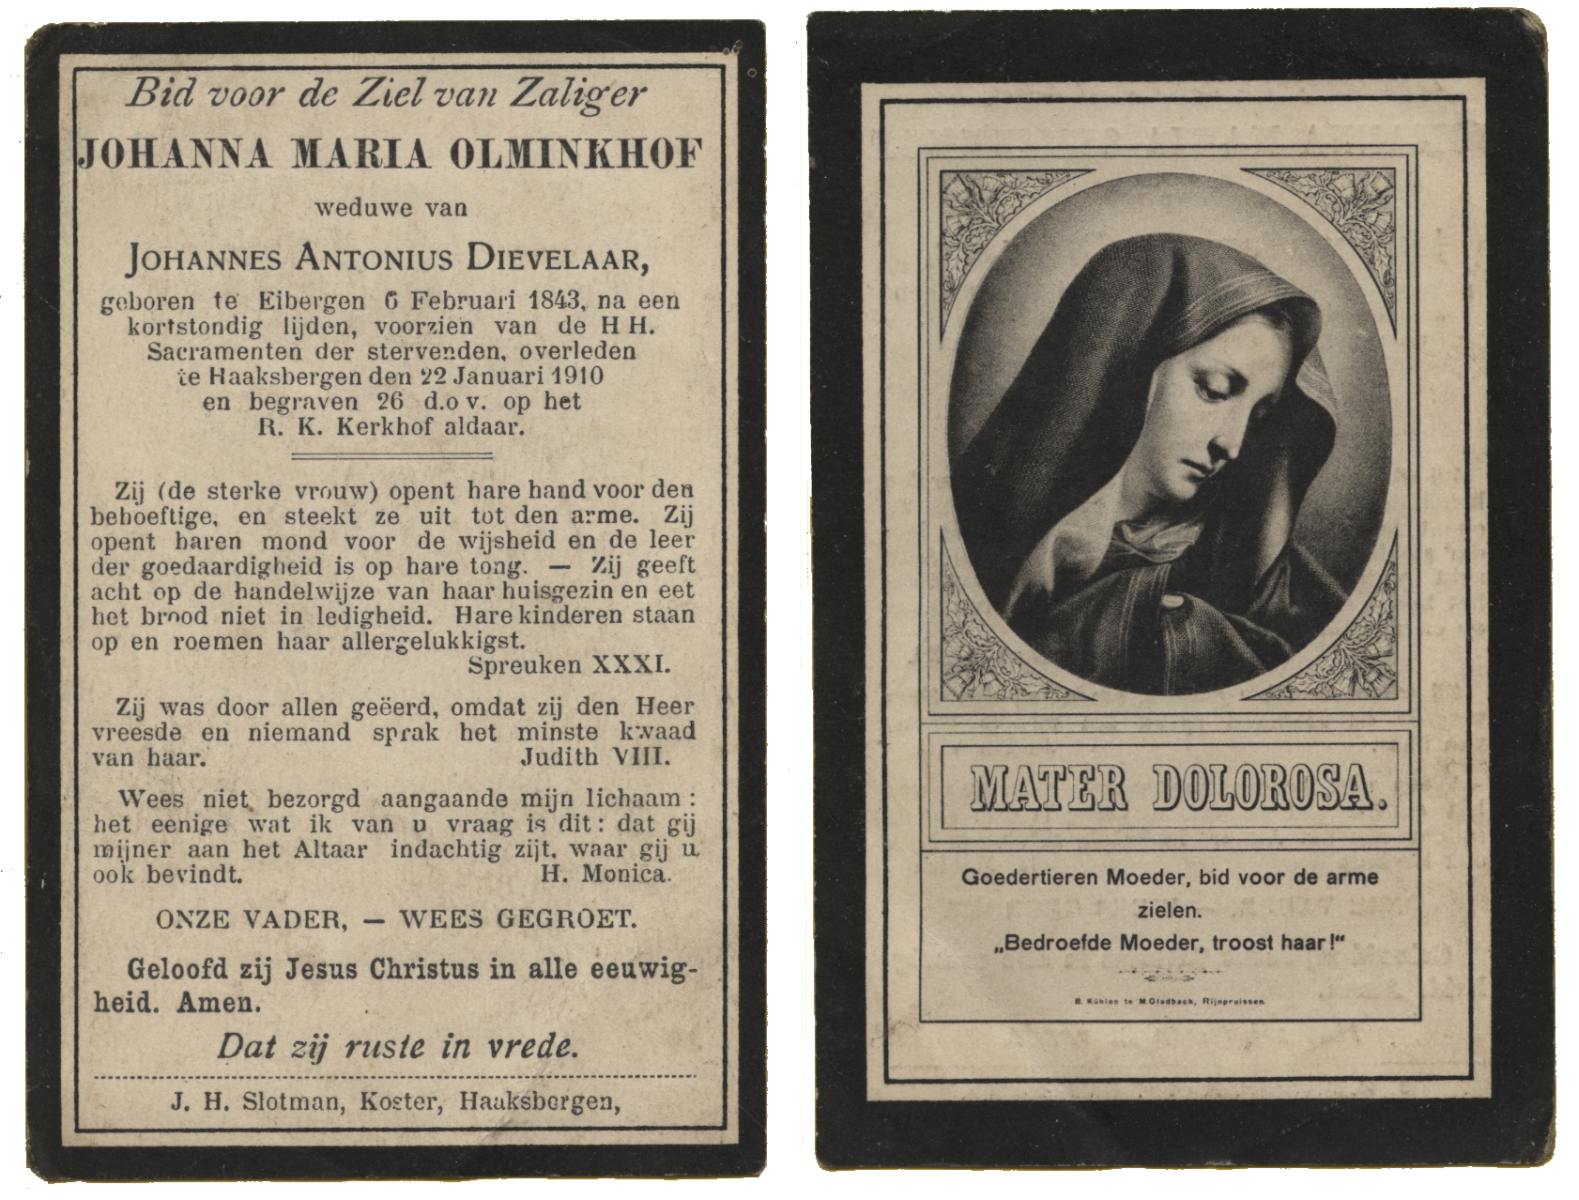 Bid voor de Ziel van Zaliger
JOHANNA MARIA OLMINKHOF
weduwe van
JOHANNES ANTONIUS DIEVELAAR,
geboren te Eibergen 6 Februari 1843, na een
kortstondig lijden, voorzien van de H H.
Sacramenten der stervenden, overleden
te Haaksbergen den 22 Januari 1910
en begraven 26 d.o v. op het
R. K. Kerkhof aldaar.
Zij (de sterke vrouw) opent hare hand voor den
behoeftige, en steekt ze uit tot den arme. Zij
opent haren mond voor de wijsheid en de leer
der goedaardigheid is op hare tong. — Zij geeft
acht op de handelwijze van haar huisgezin en eet
het brood niet in ledigheid. Hare kinderen staan
op en roemen haar allergelukkigst.
Spreuken XXXI.
Zij was door allen geëerd, omdat zij den Heer
vreesde en niemand sprak het minste kwaad
van haar. Judith VIII.
Wees niet bezorgd aangaande mijn lichaam :
het eenige wat ik van u vraag is dit : dat gij
mijner aan het Altaar indachtig zijt, waar gij u
ook bevindt. H. Monica.
ONZE VADER, — WEES GEGROET.
Geloofd zij Jesus Christus in alle eeuwig-
heid. Amen.
Dat zij ruste in vrede.
J. H. Slotman, Koster, Haaksbergen,
MATER DOLOROSA.
Goedertieren Moeder, bid voor de arme
zielen.
„Bedroefde Moeder, troost haar!“
B. Kühlen te M.Gladbach, Rijnpruissen